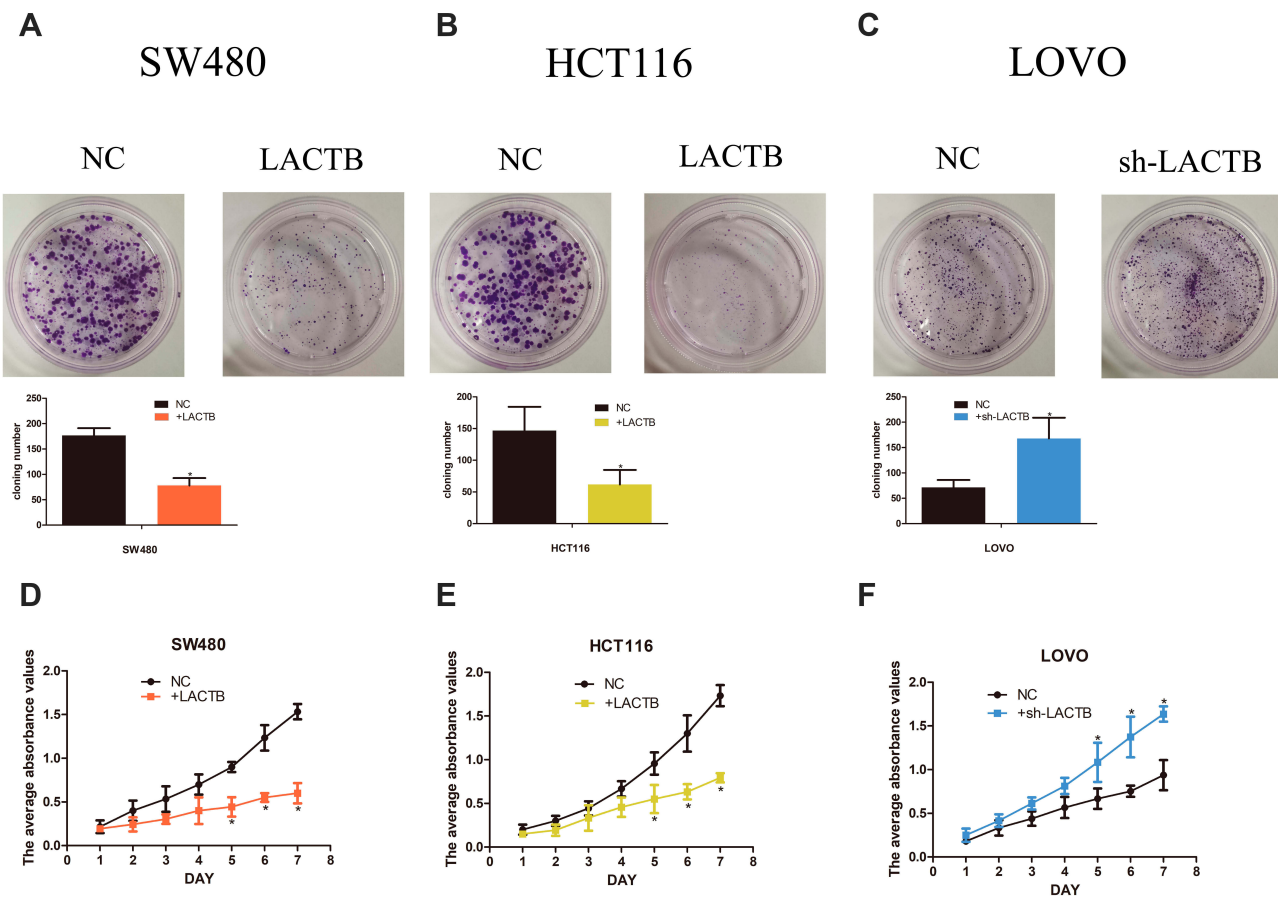 A
B
C
SW480
HCT116
LOVO
NC
LACTB
NC
LACTB
NC
sh-LACTB
cloning number
250
200
150
100
50
0
NC
+LACTB
*
SW480
cloning number
200
150
100
50
0
NC
+LACTB
*
HCT116
cloning number
250
200
150
100
50
0
NC
+sh-LACTB
*
LOVO
D
E
F
SW480
The average absorbance values
2.0
1.5
1.0
0.5
0.0
NC
+LACTB
* * *
0 1 2 3 4 5 6 7 8
DAY
HCT116
The average absorbance values
2.0
1.5
1.0
0.5
0.0
NC
+LACTB
* * *
0 1 2 3 4 5 6 7 8
DAY
LOVO
The average absorbance values
2.0
1.5
1.0
0.5
0.0
NC
+sh-LACTB
* * *
0 1 2 3 4 5 6 7 8
DAY